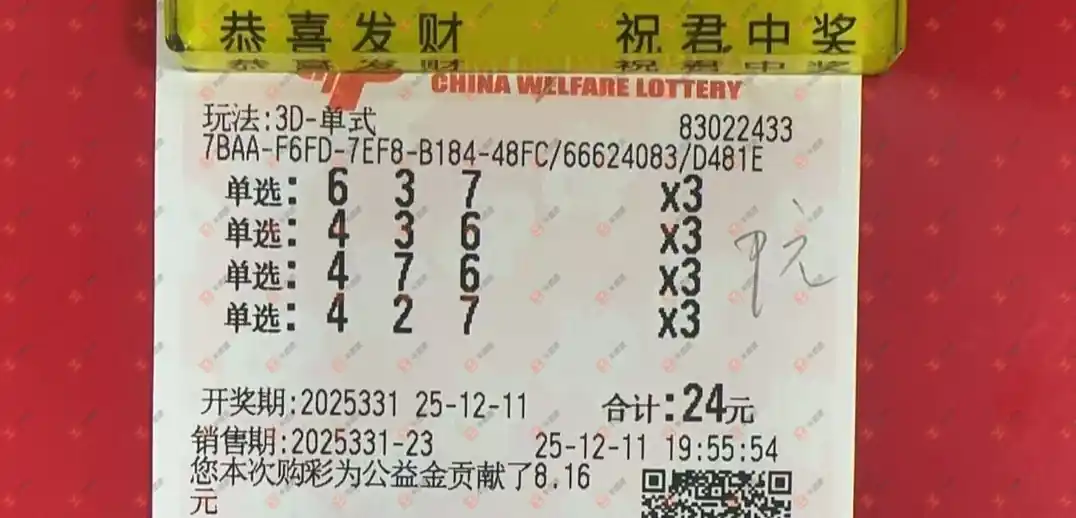 恭喜发财 祝君中奖
CHINA WELFARE LOTTERY
玩法:3D-单式 83022433
7BAA-F6FD-7EF8-B184-48FC/66624083/D481E
单选: 6 3 7 x3
单选: 4 3 6 x3
单选: 4 7 6 x3
单选: 4 2 7 x3
开奖期:2025331 25-12-11 合计:24元
销售期:2025331-23 25-12-11 19:55:54
您本次购彩为公益金贡献了8.16
元